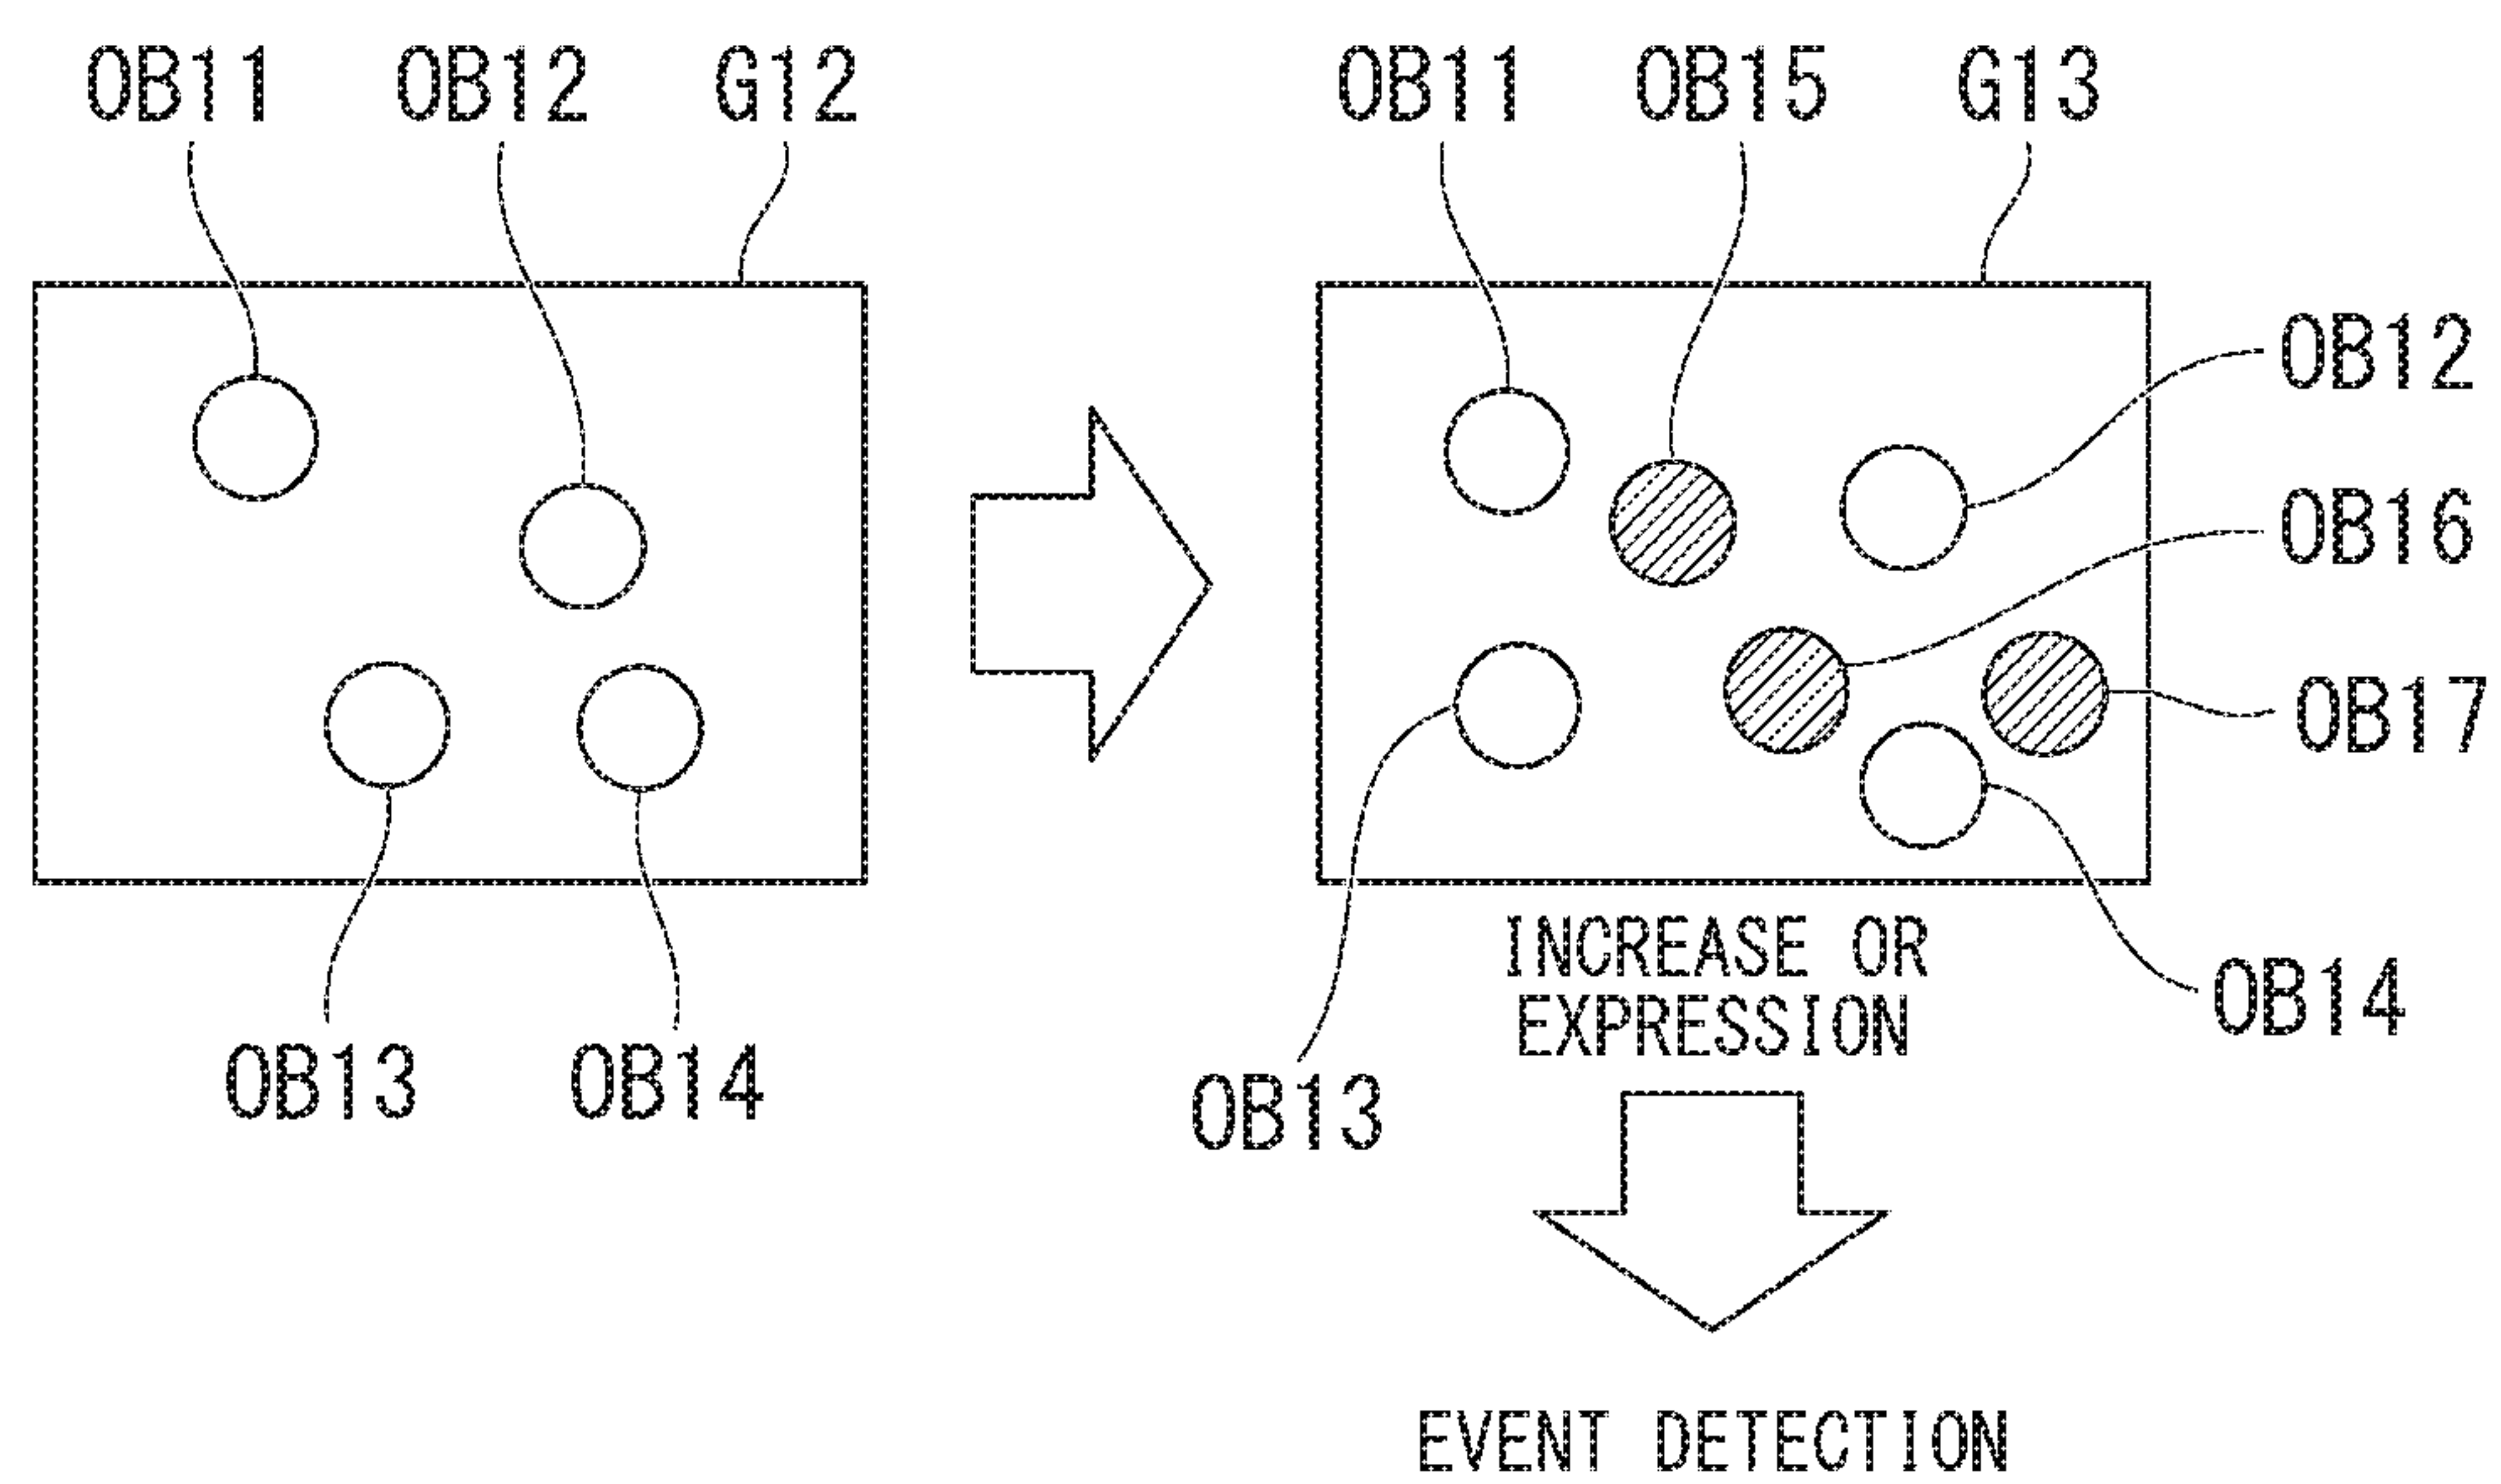 OB11 OB12 G12
OB11 OB15 G13
OB12
OB16
OB17
OB13 OB14
OB13
OB14
INCREASE OR
EXPRESSION
EVENT DETECTION